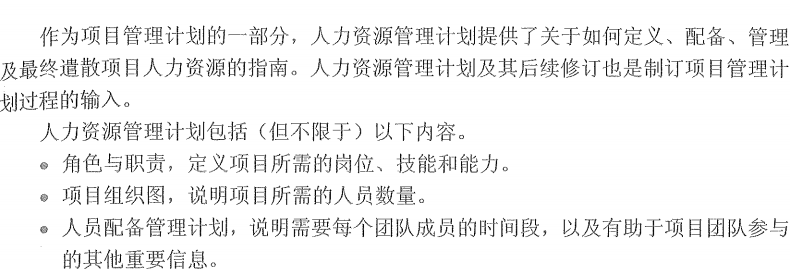 作为项目管理计划的一部分，人力资源管理计划提供了关于如何定义、配备、管理
及最终遣散项目人力资源的指南。人力资源管理计划及其后续修订也是制订项目管理计
划过程的输入。
人力资源管理计划包括（但不限于）以下内容。
● 角色与职责，定义项目所需的岗位、技能和能力。
● 项目组织图，说明项目所需的人员数量。
● 人员配备管理计划，说明需要每个团队成员的时间段，以及有助于项目团队参与
的其他重要信息。